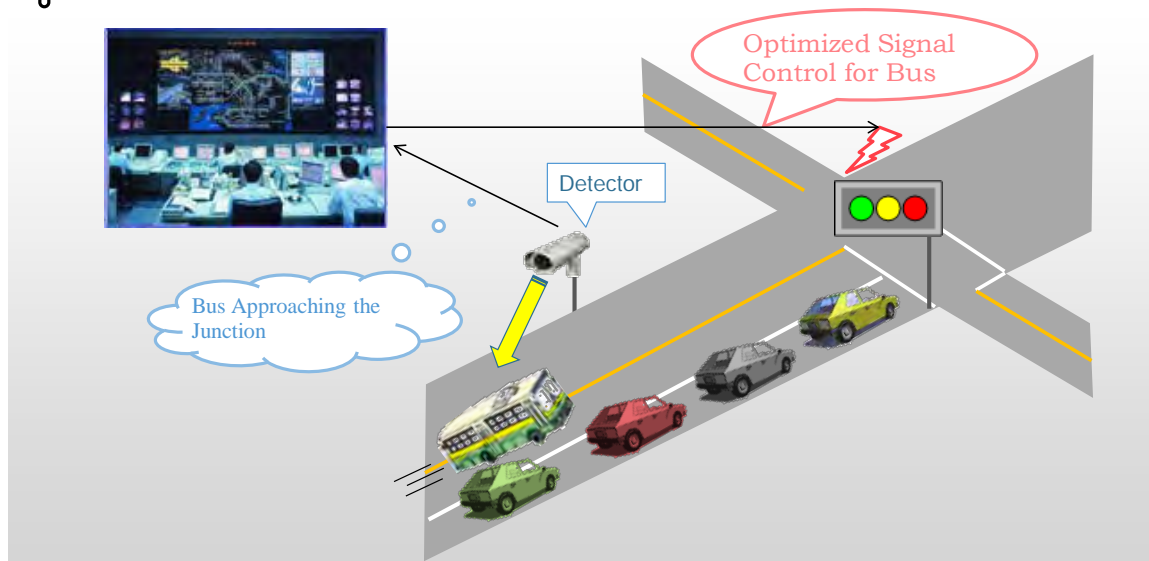 Optimized Signal
Control for Bus
Detector
Bus Approaching the
Junction